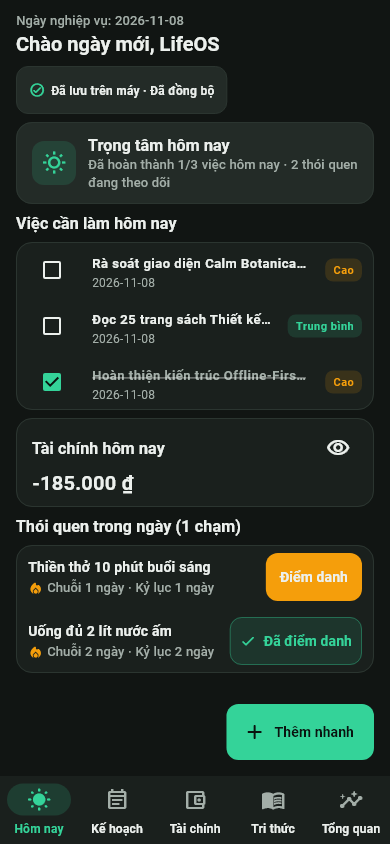 Ngày nghiệp vụ: 2026-11-08
Chào ngày mới, LifeOS
Đã lưu trên máy · Đã đồng bộ
Trọng tâm hôm nay
Đã hoàn thành 1/3 việc hôm nay · 2 thói quen
đang theo dõi
Việc cần làm hôm nay
Rà soát giao diện Calm Botanica…
Cao
2026-11-08
Đọc 25 trang sách Thiết kế…
Trung bình
2026-11-08
Hoàn thiện kiến trúc Offline-Firs…
Cao
2026-11-08
Tài chính hôm nay
-185.000 ₫
Thói quen trong ngày (1 chạm)
Thiền thở 10 phút buổi sáng
Chuỗi 1 ngày · Kỷ lục 1 ngày
Điểm danh
Uống đủ 2 lít nước ấm
Chuỗi 2 ngày · Kỷ lục 2 ngày
Đã điểm danh
Thêm nhanh
Hôm nay
Kế hoạch
Tài chính
Tri thức
Tổng quan